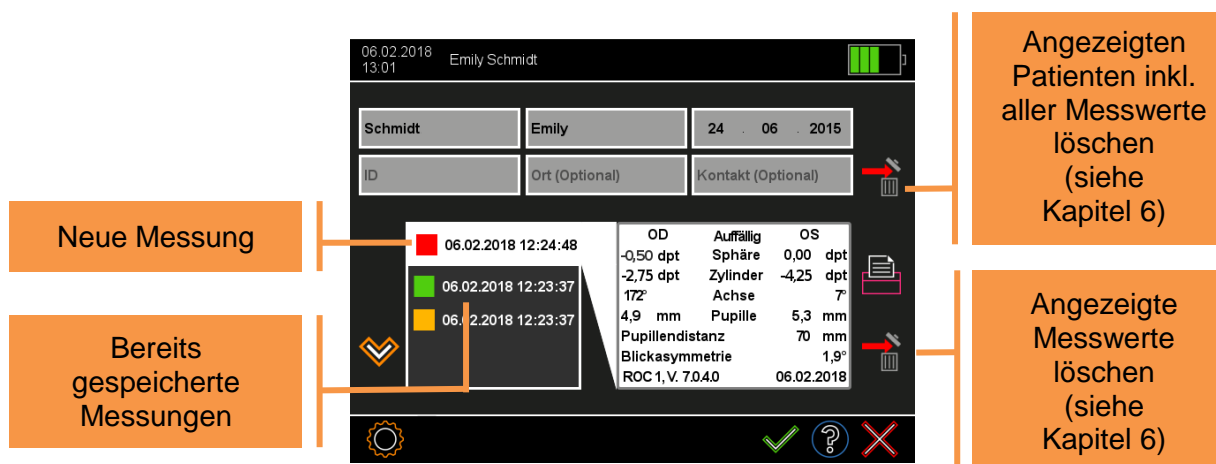 Neue Messung
Bereits
gespeicherte
Messungen
06.02.2018
13:01
Emily Schmidt
Schmidt
Emily
24 . 06 . 2015
ID
Ort (Optional)
Kontakt (Optional)
06.02.2018 12:24:48
06.02.2018 12:23:37
06.02.2018 12:23:37
OD Auffällig OS
-0,50 dpt Sphäre 0,00 dpt
-2,75 dpt Zylinder -4,25 dpt
172° Achse 7°
4,9 mm Pupille 5,3 mm
Pupillendistanz 70 mm
Blickasymmetrie 1,9°
ROC 1, V. 7.0.4.0 06.02.2018
?
Angezeigten
Patienten inkl.
aller Messwerte
löschen
(siehe
Kapitel 6)
Angezeigte
Messwerte
löschen
(siehe
Kapitel 6)